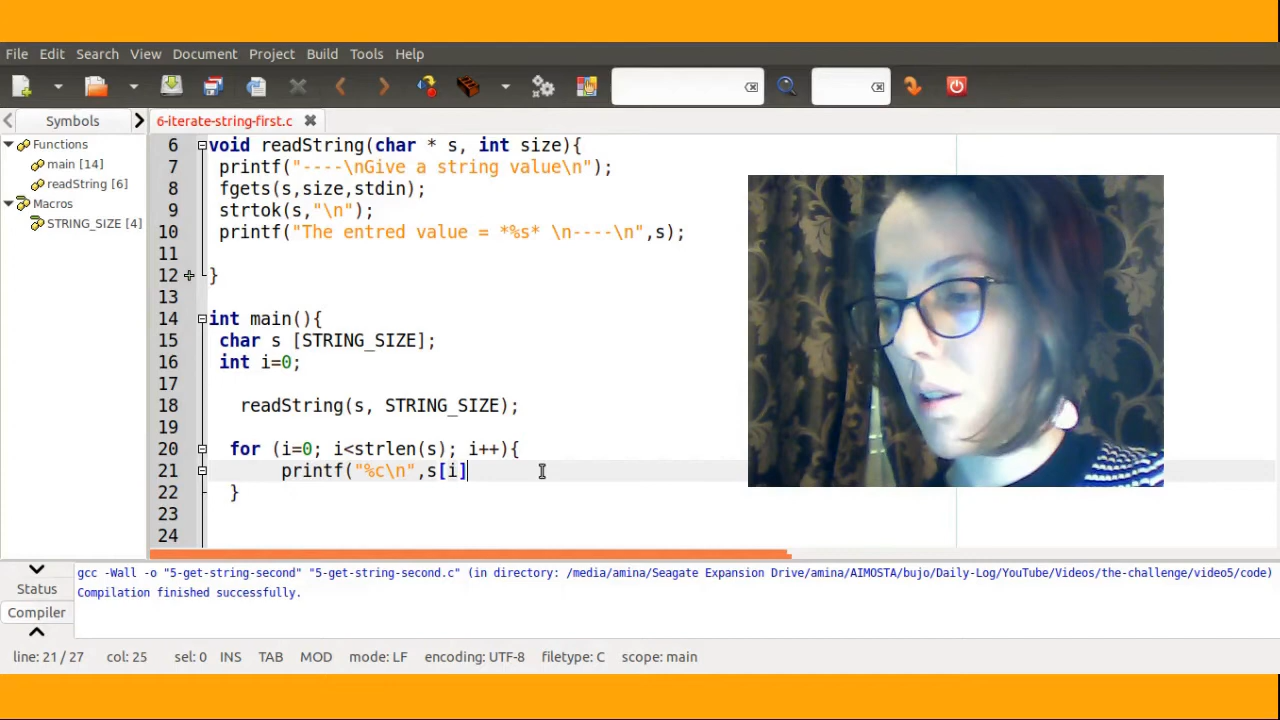 File Edit Search View Document Project Build Tools Help
Symbols
6-iterate-string-first.c
Functions
main [14]
readString [6]
Macros
STRING_SIZE [4]
6 void readString(char * s, int size){
7 printf("----\nGive a string value\n");
8 fgets(s,size,stdin);
9 strtok(s,"\n");
10 printf("The entred value = *%s* \n----\n",s);
11
12 }
13
14 int main(){
15 char s [STRING_SIZE];
16 int i=0;
17
18 readString(s, STRING_SIZE);
19
20 for (i=0; i<strlen(s); i++){
21 printf("%c\n",s[i]
22 }
23
24
Status
Compiler
gcc -Wall -o "5-get-string-second" "5-get-string-second.c" (in directory: /media/amina/Seagate Expansion Drive/amina/AIMOSTA/bujo/Daily-Log/YouTube/Videos/the-challenge/video5/code)
Compilation finished successfully.
line: 21 / 27 col: 25 sel: 0 INS TAB MOD mode: LF encoding: UTF-8 filetype: C scope: main